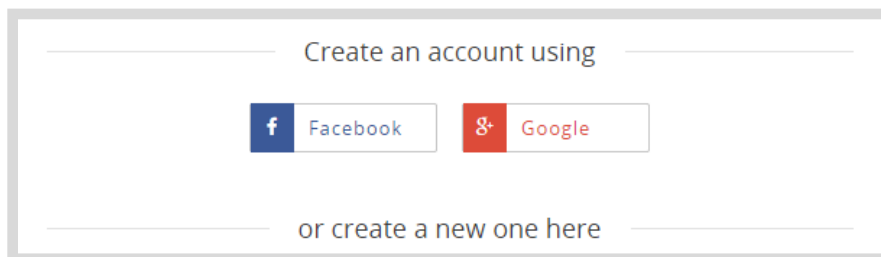 Create an account using
f Facebook g+ Google
or create a new one here